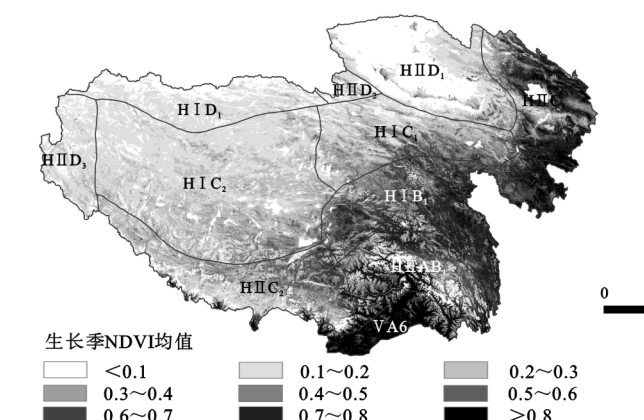 HⅡD₁
HⅡD₂
HⅡC₁
HⅠD₁
HⅠC₁
HⅡD₃
HⅠC₂
HⅠB₁
HⅡAB₁
HⅡC₂
ⅤA6
0
生长季NDVI均值
<0.1 0.1～0.2 0.2～0.3
0.3～0.4 0.4～0.5 0.5～0.6
0.6～0.7 0.7～0.8 >0.8